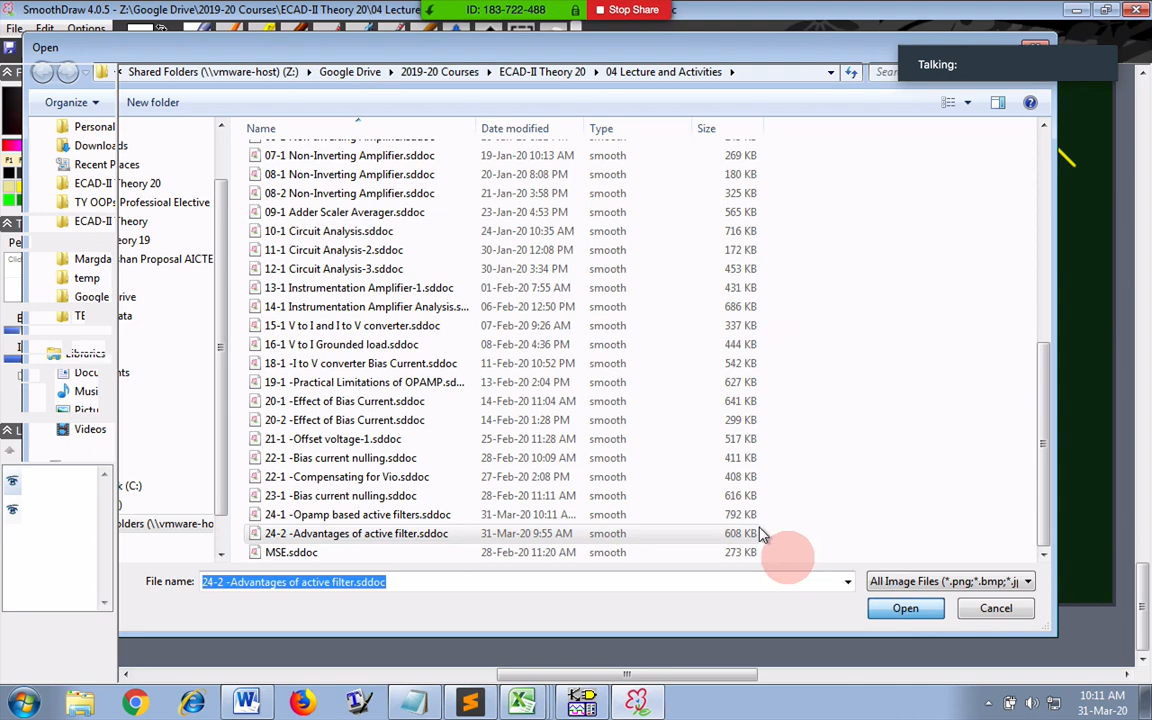 SmoothDraw 4.0.5 - Z:\Google Drive\2019-20 Courses\ECAD-II Theory 20\04 Lecture
ID: 183-722-488
Stop Share
File Edit Options
Open
Talking:
Shared Folders (\\vmware-host) (Z:) Google Drive 2019-20 Courses ECAD-II Theory 20 04 Lecture and Activities
Organize New folder
Name Date modified Type Size
Personal
Downloads
Recent Places
ECAD-II Theory 20
TY OOPs Professional Elective
ECAD-II Theory
eory 19
Margda shan Proposal AICTE
temp
Google rive
TE ata
Libraries
Docu nts
Musi
Pictu
Videos
k (C:)
olders (\\vmware-ho
07-1 Non-Inverting Amplifier.sddoc 19-Jan-20 10:13 AM smooth 269 KB
08-1 Non-Inverting Amplifier.sddoc 20-Jan-20 8:08 PM smooth 180 KB
08-2 Non-Inverting Amplifier.sddoc 21-Jan-20 3:58 PM smooth 325 KB
09-1 Adder Scaler Averager.sddoc 23-Jan-20 4:53 PM smooth 565 KB
10-1 Circuit Analysis.sddoc 24-Jan-20 10:35 AM smooth 716 KB
11-1 Circuit Analysis-2.sddoc 30-Jan-20 12:08 PM smooth 172 KB
12-1 Circuit Analysis-3.sddoc 30-Jan-20 3:34 PM smooth 453 KB
13-1 Instrumentation Amplifier-1.sddoc 01-Feb-20 7:55 AM smooth 431 KB
14-1 Instrumentation Amplifier Analysis.s... 06-Feb-20 12:50 PM smooth 686 KB
15-1 V to I and I to V converter.sddoc 07-Feb-20 9:26 AM smooth 337 KB
16-1 V to I Grounded load.sddoc 08-Feb-20 4:36 PM smooth 444 KB
18-1 -I to V converter Bias Current.sddoc 11-Feb-20 10:52 PM smooth 542 KB
19-1 -Practical Limitations of OPAMP.sd... 13-Feb-20 2:04 PM smooth 627 KB
20-1 -Effect of Bias Current.sddoc 14-Feb-20 11:04 AM smooth 641 KB
20-2 -Effect of Bias Current.sddoc 14-Feb-20 1:28 PM smooth 299 KB
21-1 -Offset voltage-1.sddoc 25-Feb-20 11:28 AM smooth 517 KB
22-1 -Bias current nulling.sddoc 28-Feb-20 10:09 AM smooth 411 KB
22-1 -Compensating for Vio.sddoc 27-Feb-20 2:08 PM smooth 408 KB
23-1 -Bias current nulling.sddoc 28-Feb-20 11:11 AM smooth 616 KB
24-1 -Opamp based active filters.sddoc 31-Mar-20 10:11 A... smooth 792 KB
24-2 -Advantages of active filter.sddoc 31-Mar-20 9:55 AM smooth 608 KB
MSE.sddoc 28-Feb-20 11:20 AM smooth 273 KB
File name: 24-2 -Advantages of active filter.sddoc All Image Files (*.png;*.bmp;*.j
Open Cancel
10:11 AM
31-Mar-20